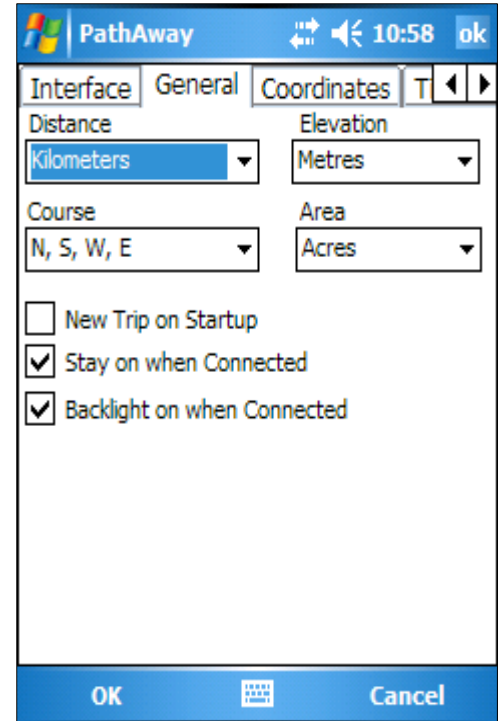 PathAway 10:58 ok
Interface General Coordinates T
Distance Elevation
Kilometers Metres
Course Area
N, S, W, E Acres
New Trip on Startup
Stay on when Connected
Backlight on when Connected
OK Cancel